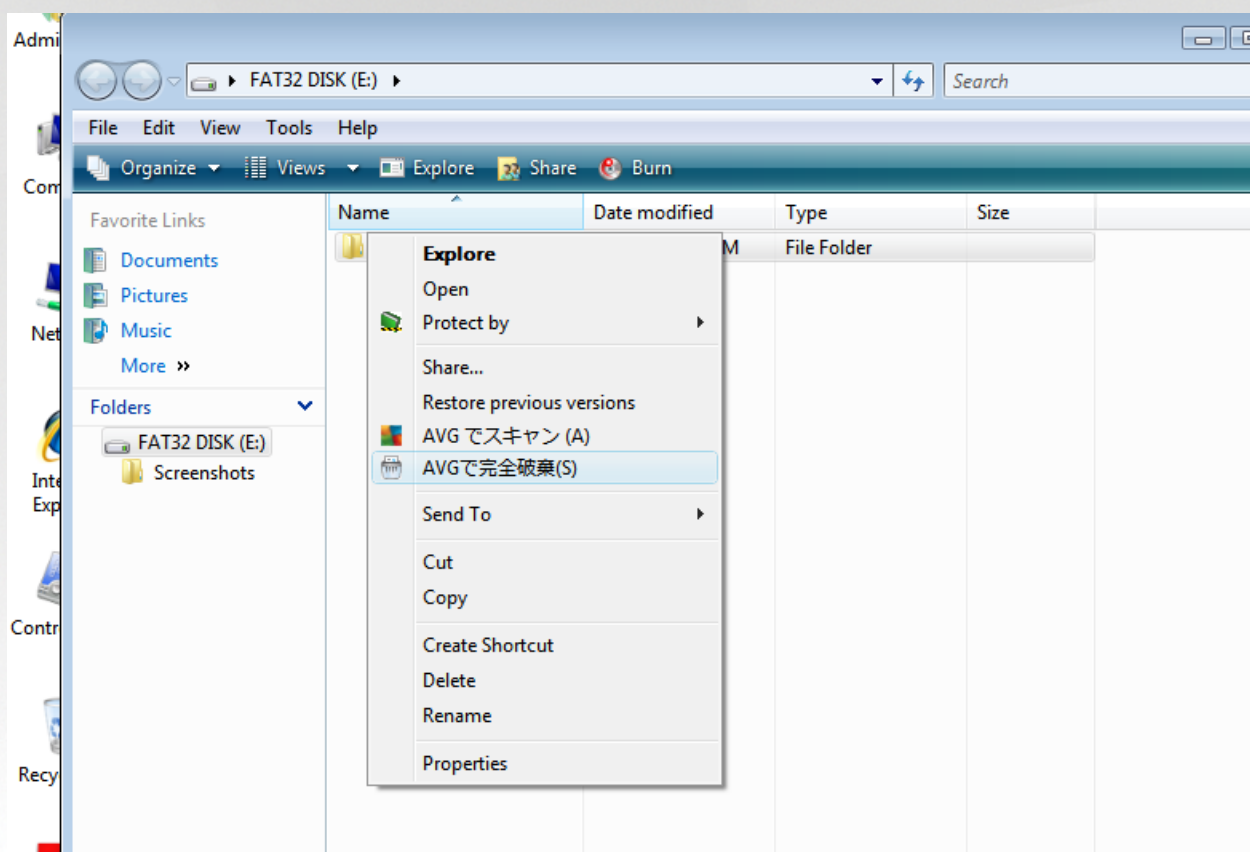 Admi
Com
Net
Inte
Exp
Contr
Recy
FAT32 DISK (E:)
Search
File Edit View Tools Help
Organize Views Explore Share Burn
Favorite Links
Documents
Pictures
Music
More »
Folders
FAT32 DISK (E:)
Screenshots
Name Date modified Type Size
M File Folder
Explore
Open
Protect by
Share...
Restore previous versions
AVG でスキャン (A)
AVGで完全破棄(S)
Send To
Cut
Copy
Create Shortcut
Delete
Rename
Properties